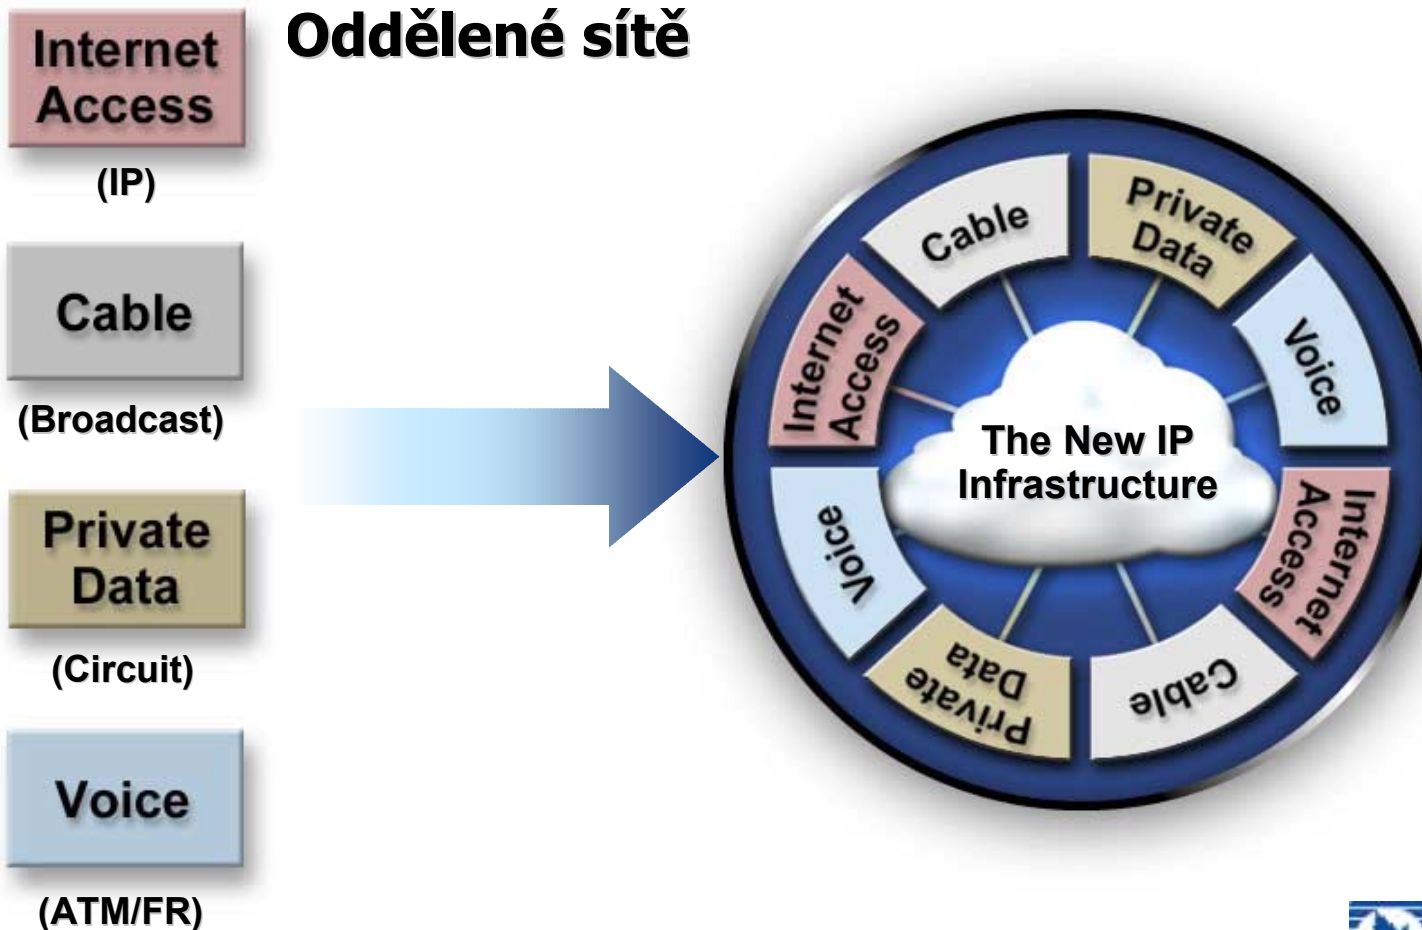 Oddělené sítě
Internet
Access
(IP)
Cable
(Broadcast)
Private
Data
(Circuit)
Voice
(ATM/FR)
Cable
Private
Data
Voice
Internet
Access
Cable
Private
Data
Voice
Internet
Access
The New IP
Infrastructure